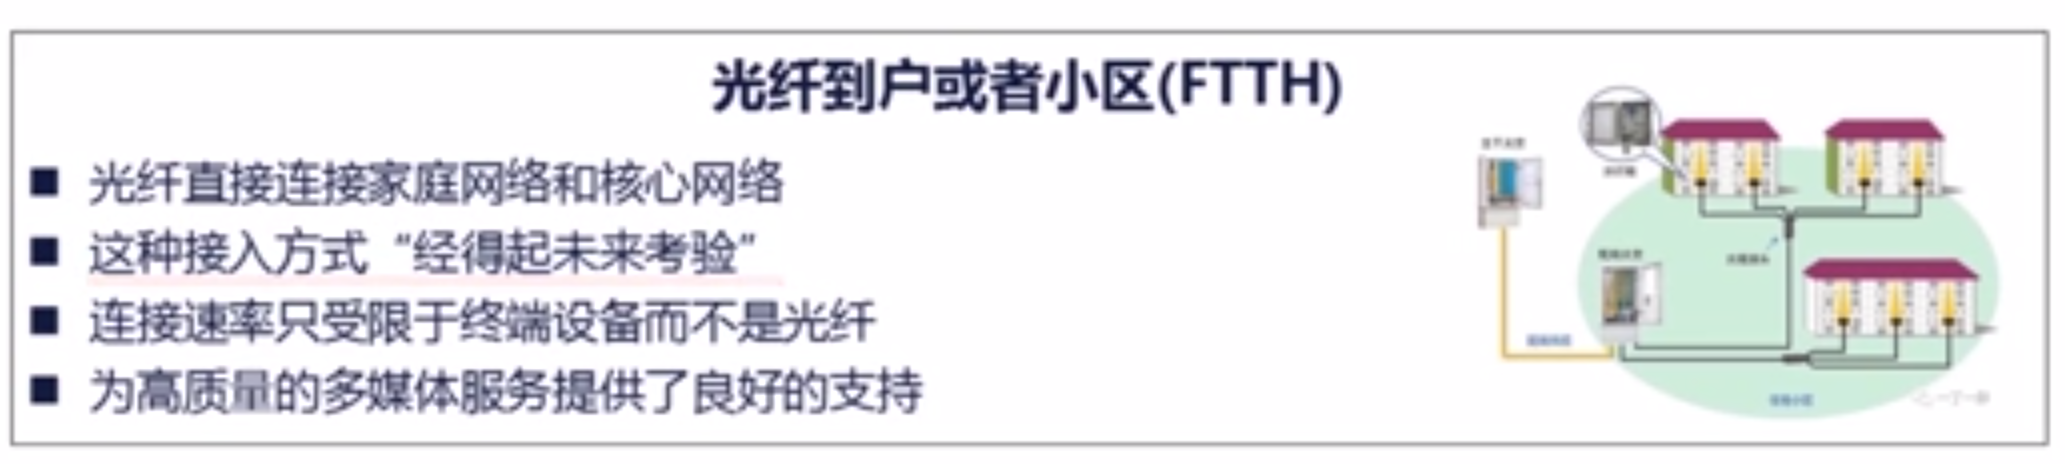 光纤到户或者小区(FTTH)
■ 光纤直接连接家庭网络和核心网络
■ 这种接入方式“经得起未来考验”
■ 连接速率只受限于终端设备而不是光纤
■ 为高质量的多媒体服务提供了良好的支持